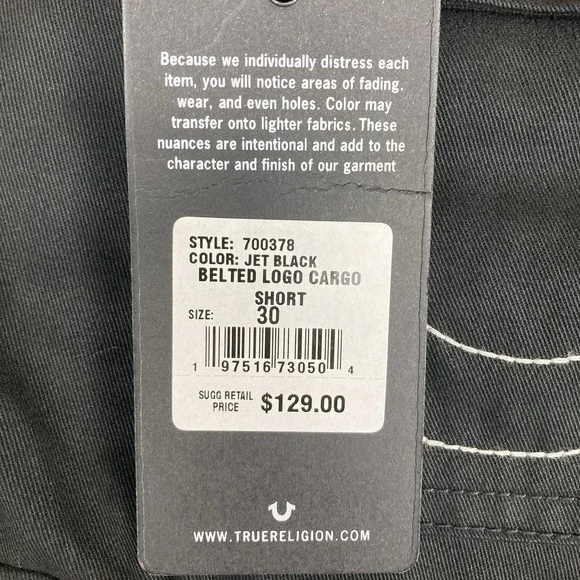 Because we individually distress each
item, you will notice areas of fading,
wear, and even holes. Color may
transfer onto lighter fabrics. These
nuances are intentional and add to the
character and finish of our garment
STYLE: 700378
COLOR: JET BLACK
BELTED LOGO CARGO
SHORT
SIZE: 30
1 97516 73050 4
SUGG RETAIL
PRICE $129.00
WWW.TRUERELIGION.COM